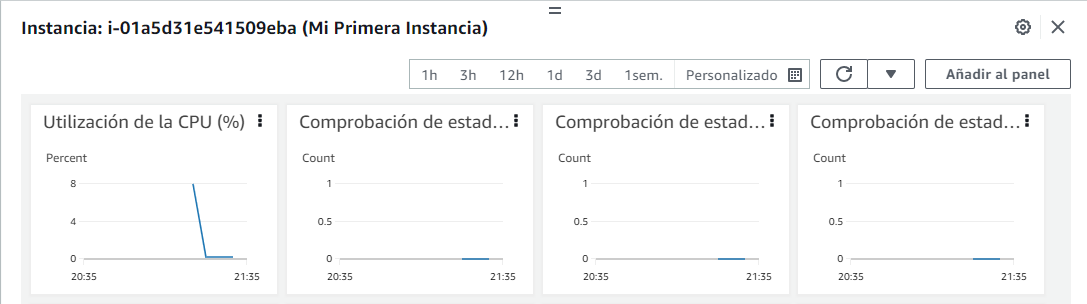 Instancia: i-01a5d31e541509eba (Mi Primera Instancia)
1h 3h 12h 1d 3d 1sem. Personalizado
Añadir al panel
Utilización de la CPU (%)
Percent
8
4
0
20:35 21:35
Comprobación de estad...
Count
1
0.5
0
20:35 21:35
Comprobación de estad...
Count
1
0.5
0
20:35 21:35
Comprobación de estad...
Count
1
0.5
0
20:35 21:35